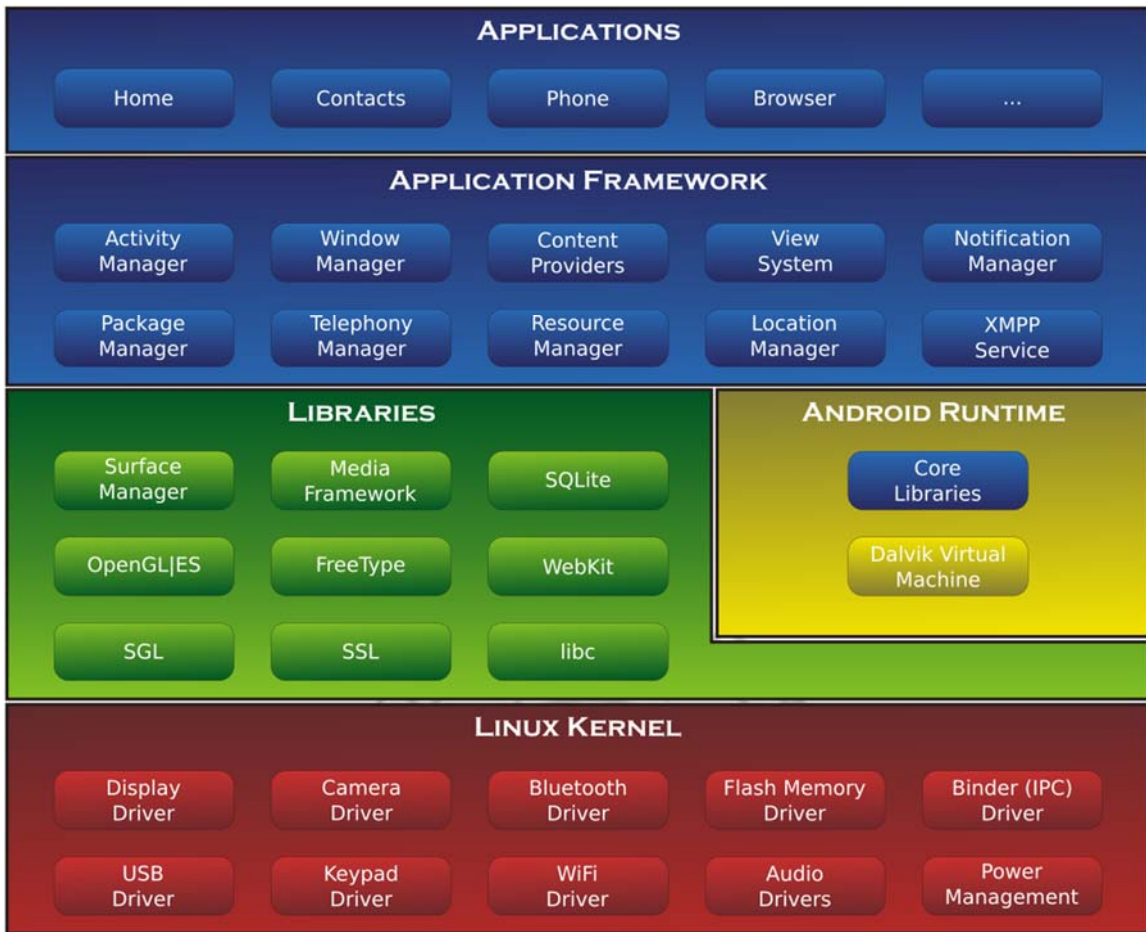 APPLICATIONS
Home
Contacts
Phone
Browser
...
APPLICATION FRAMEWORK
Activity
Manager
Window
Manager
Content
Providers
View
System
Notification
Manager
Package
Manager
Telephony
Manager
Resource
Manager
Location
Manager
XMPP
Service
LIBRARIES
Surface
Manager
Media
Framework
SQLite
OpenGL|ES
FreeType
WebKit
SGL
SSL
libc
ANDROID RUNTIME
Core
Libraries
Dalvik Virtual
Machine
LINUX KERNEL
Display
Driver
Camera
Driver
Bluetooth
Driver
Flash Memory
Driver
Binder (IPC)
Driver
USB
Driver
Keypad
Driver
WiFi
Driver
Audio
Drivers
Power
Management